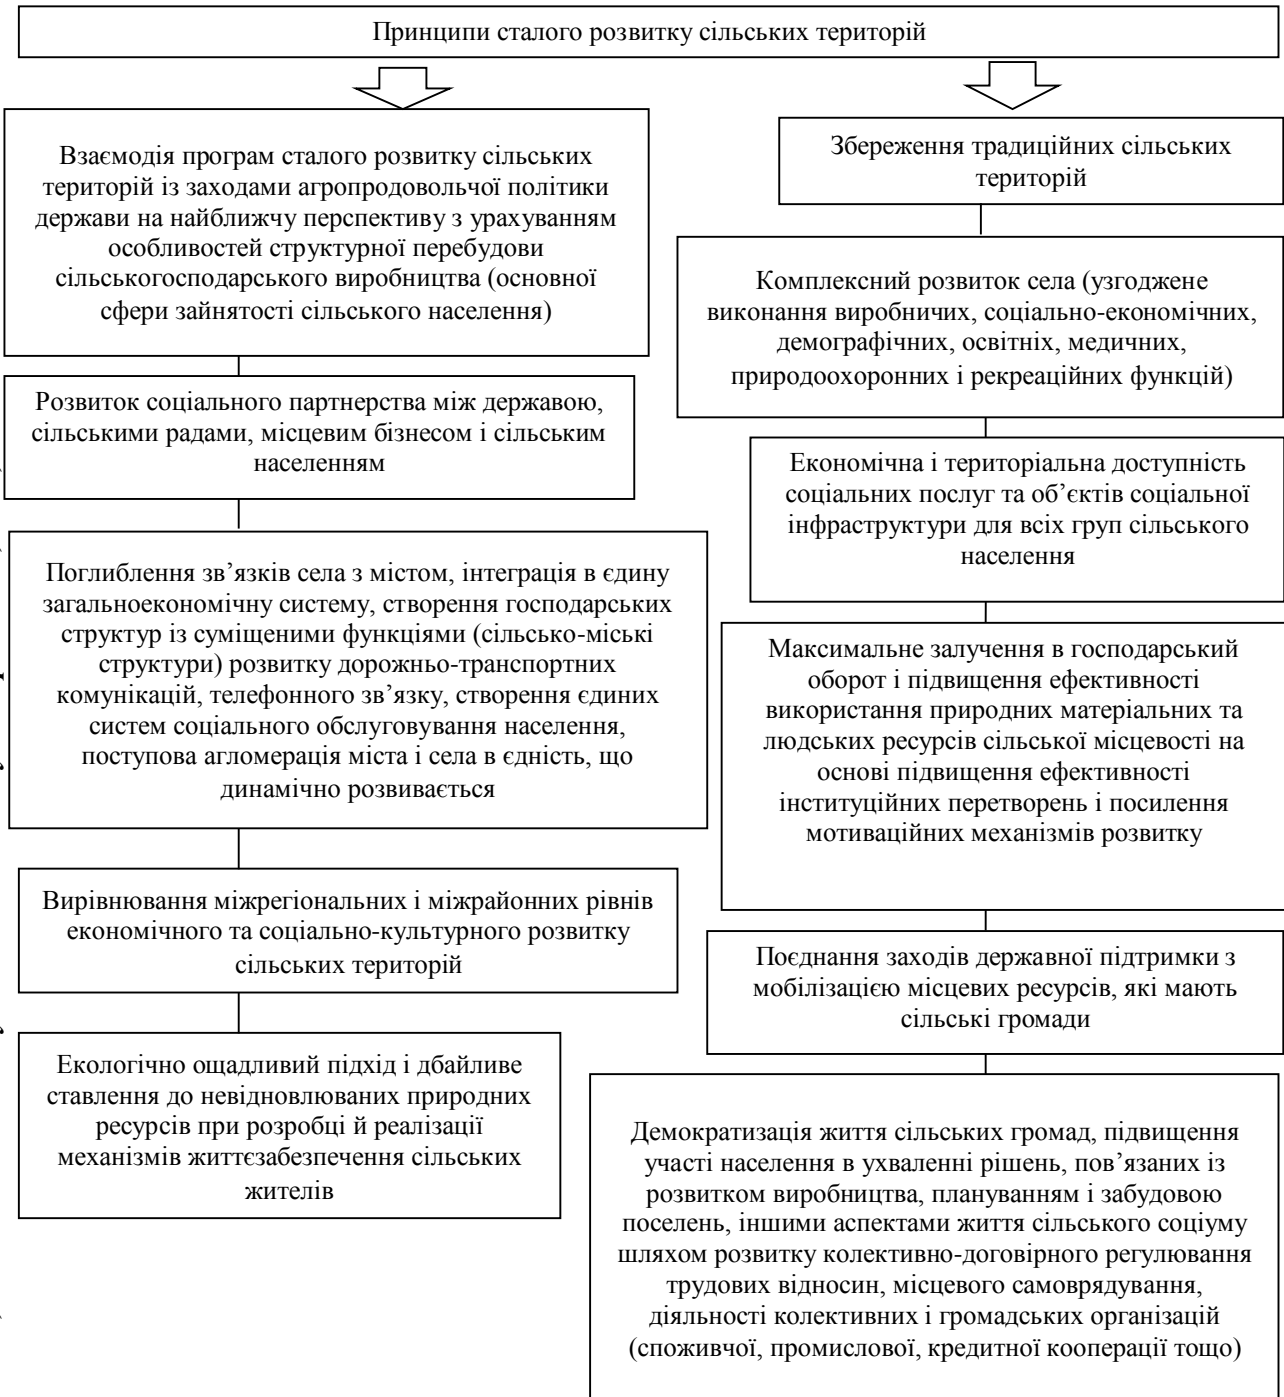 Принципи сталого розвитку сільських територій
Взаємодія програм сталого розвитку сільських
територій із заходами агропродовольчої політики
держави на найближчу перспективу з урахуванням
особливостей структурної перебудови
сільськогосподарського виробництва (основної
сфери зайнятості сільського населення)
Розвиток соціального партнерства між державою,
сільськими радами, місцевим бізнесом і сільським
населенням
Поглиблення зв’язків села з містом, інтеграція в єдину
загальноекономічну систему, створення господарських
структур із суміщеними функціями (сільсько-міські
структури) розвитку дорожньо-транспортних
комунікацій, телефонного зв’язку, створення єдиних
систем соціального обслуговування населення,
поступова агломерація міста і села в єдність, що
динамічно розвивається
Вирівнювання міжрегіональних і міжрайонних рівнів
економічного та соціально-культурного розвитку
сільських територій
Екологічно ощадливий підхід і дбайливе
ставлення до невідновлюваних природних
ресурсів при розробці й реалізації
механізмів життєзабезпечення сільських
жителів
Збереження традиційних сільських
територій
Комплексний розвиток села (узгоджене
виконання виробничих, соціально-економічних,
демографічних, освітніх, медичних,
природоохоронних і рекреаційних функцій)
Економічна і територіальна доступність
соціальних послуг та об’єктів соціальної
інфраструктури для всіх груп сільського
населення
Максимальне залучення в господарський
оборот і підвищення ефективності
використання природних матеріальних та
людських ресурсів сільської місцевості на
основі підвищення ефективності
інституційних перетворень і посилення
мотиваційних механізмів розвитку
Поєднання заходів державної підтримки з
мобілізацією місцевих ресурсів, які мають
сільські громади
Демократизація життя сільських громад, підвищення
участі населення в ухваленні рішень, пов’язаних із
розвитком виробництва, плануванням і забудовою
поселень, іншими аспектами життя сільського соціуму
шляхом розвитку колективно-договірного регулювання
трудових відносин, місцевого самоврядування,
діяльності колективних і громадських організацій
(споживчої, промислової, кредитної кооперації тощо)